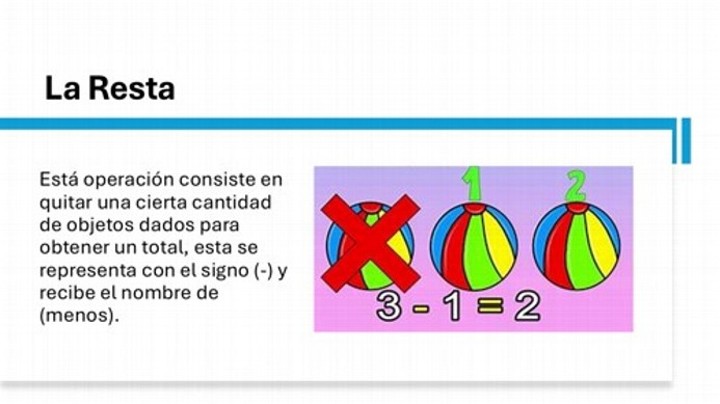 La Resta
Está operación consiste en
quitar una cierta cantidad
de objetos dados para
obtener un total, esta se
representa con el signo (-) y
recibe el nombre de
(menos).
1 2
3 - 1 = 2